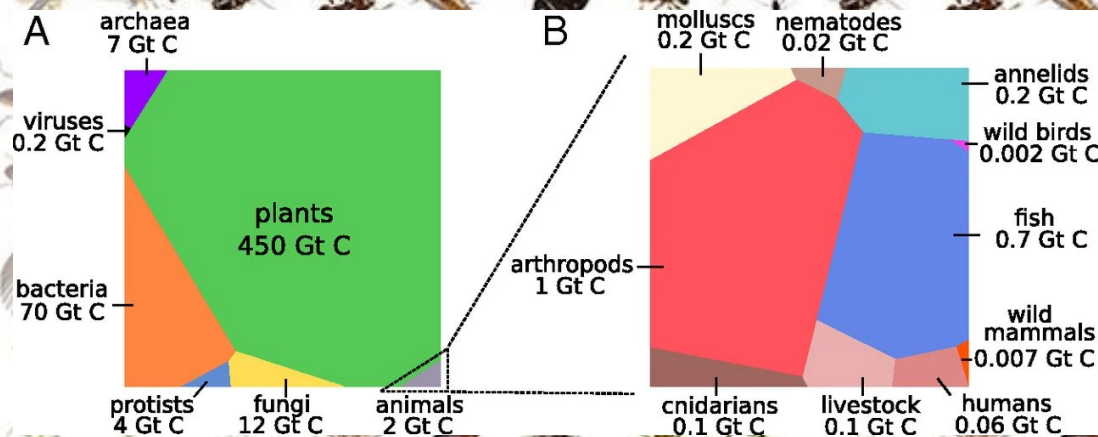 A
archaea
7 Gt C
viruses
0.2 Gt C
plants
450 Gt C
bacteria
70 Gt C
protists
4 Gt C
fungi
12 Gt C
animals
2 Gt C
B
molluscs
0.2 Gt C
nematodes
0.02 Gt C
annelids
0.2 Gt C
wild birds
0.002 Gt C
fish
0.7 Gt C
arthropods
1 Gt C
wild
mammals
0.007 Gt C
cnidarians
0.1 Gt C
livestock
0.1 Gt C
humans
0.06 Gt C